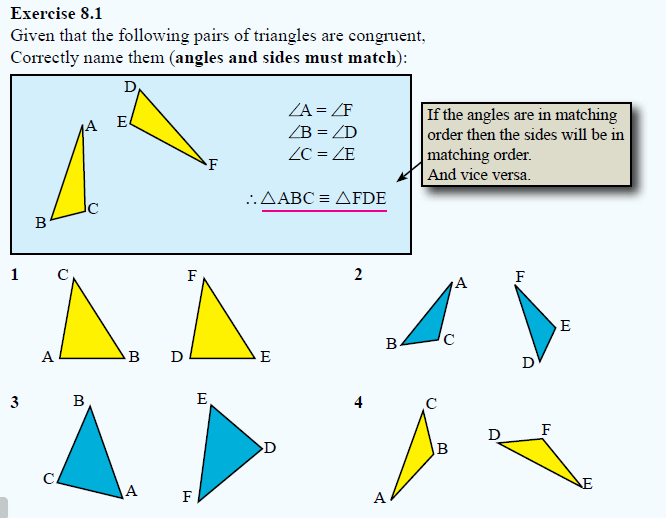 Exercise 8.1
Given that the following pairs of triangles are congruent,
Correctly name them (angles and sides must match):
D
A
E
F
C
B
∠A = ∠F
∠B = ∠D
∠C = ∠E
∴ △ABC ≡ △FDE
If the angles are in matching
order then the sides will be in
matching order.
And vice versa.
1
C
F
A
B
D
E
2
A
F
B
C
E
D
3
B
E
C
A
D
F
4
C
D
F
B
A
E